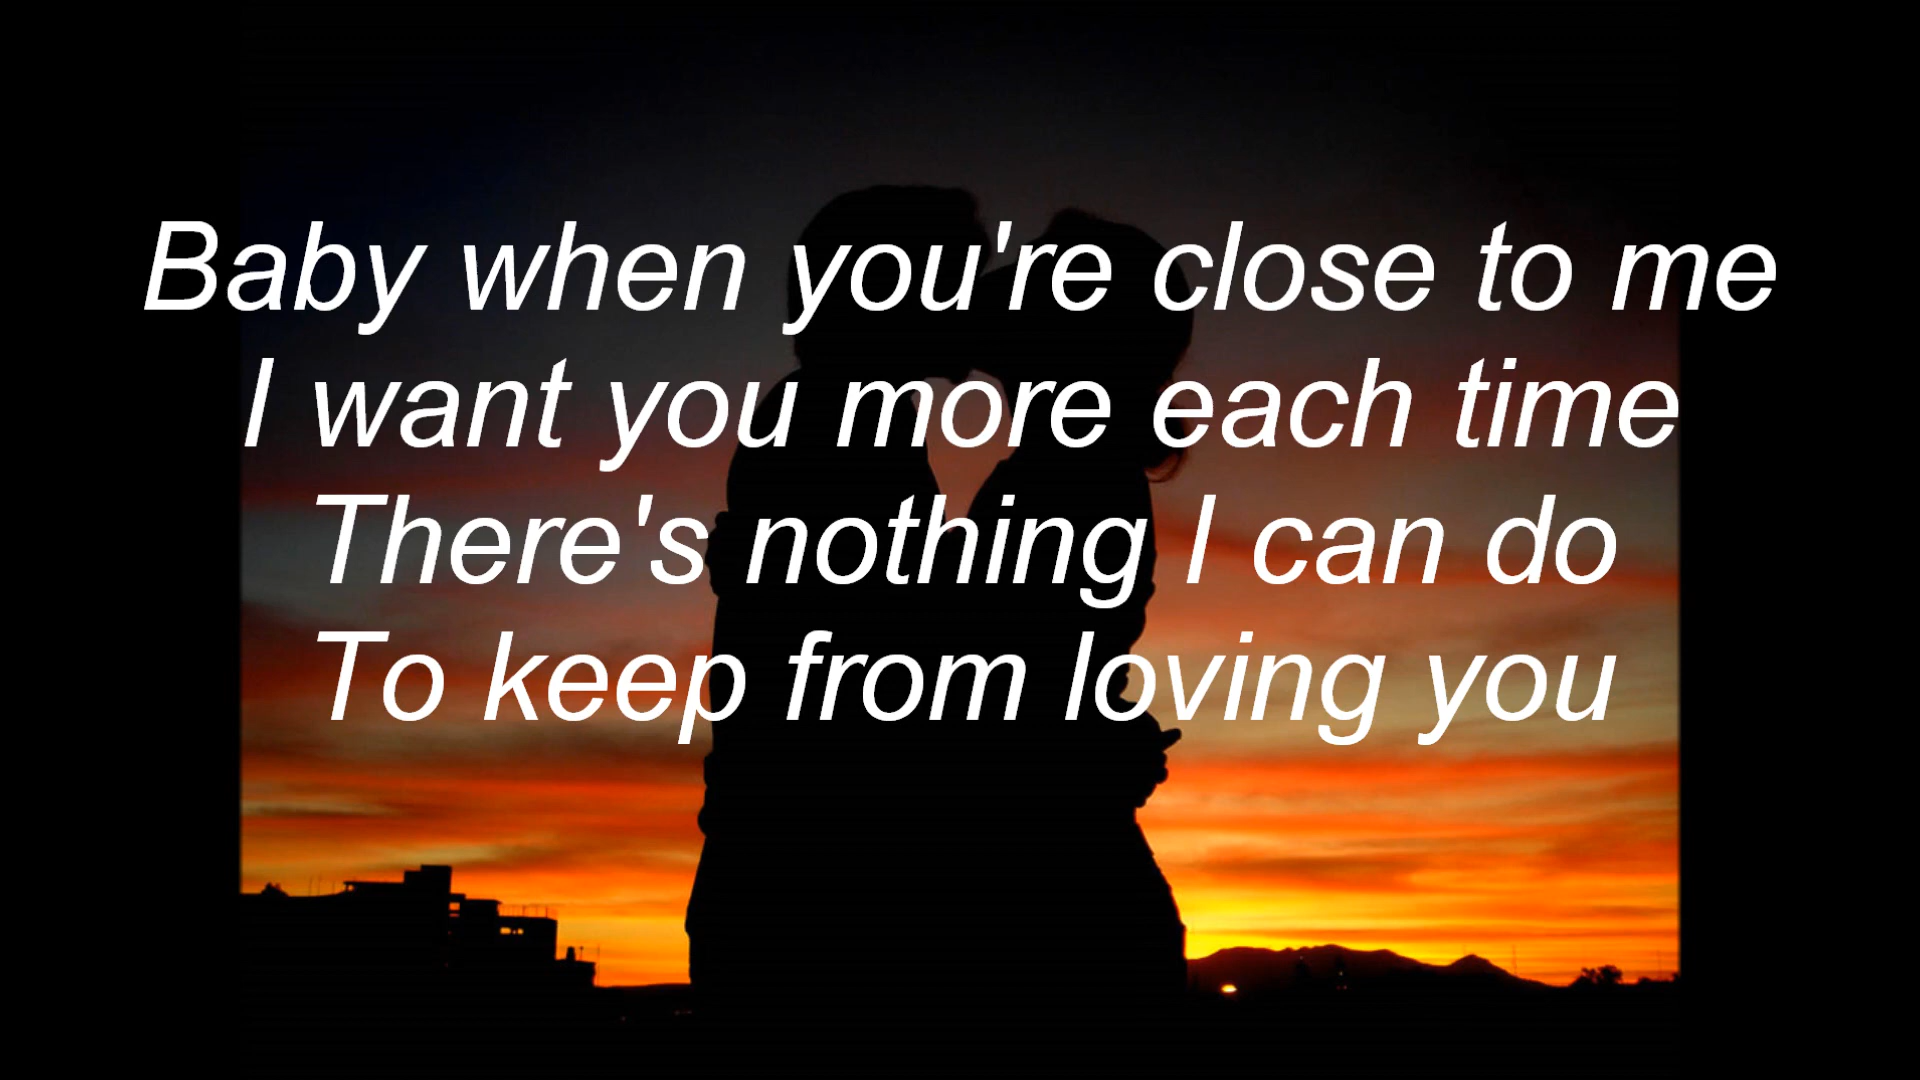 Baby when you're close to me
I want you more each time
There's nothing I can do
To keep from loving you